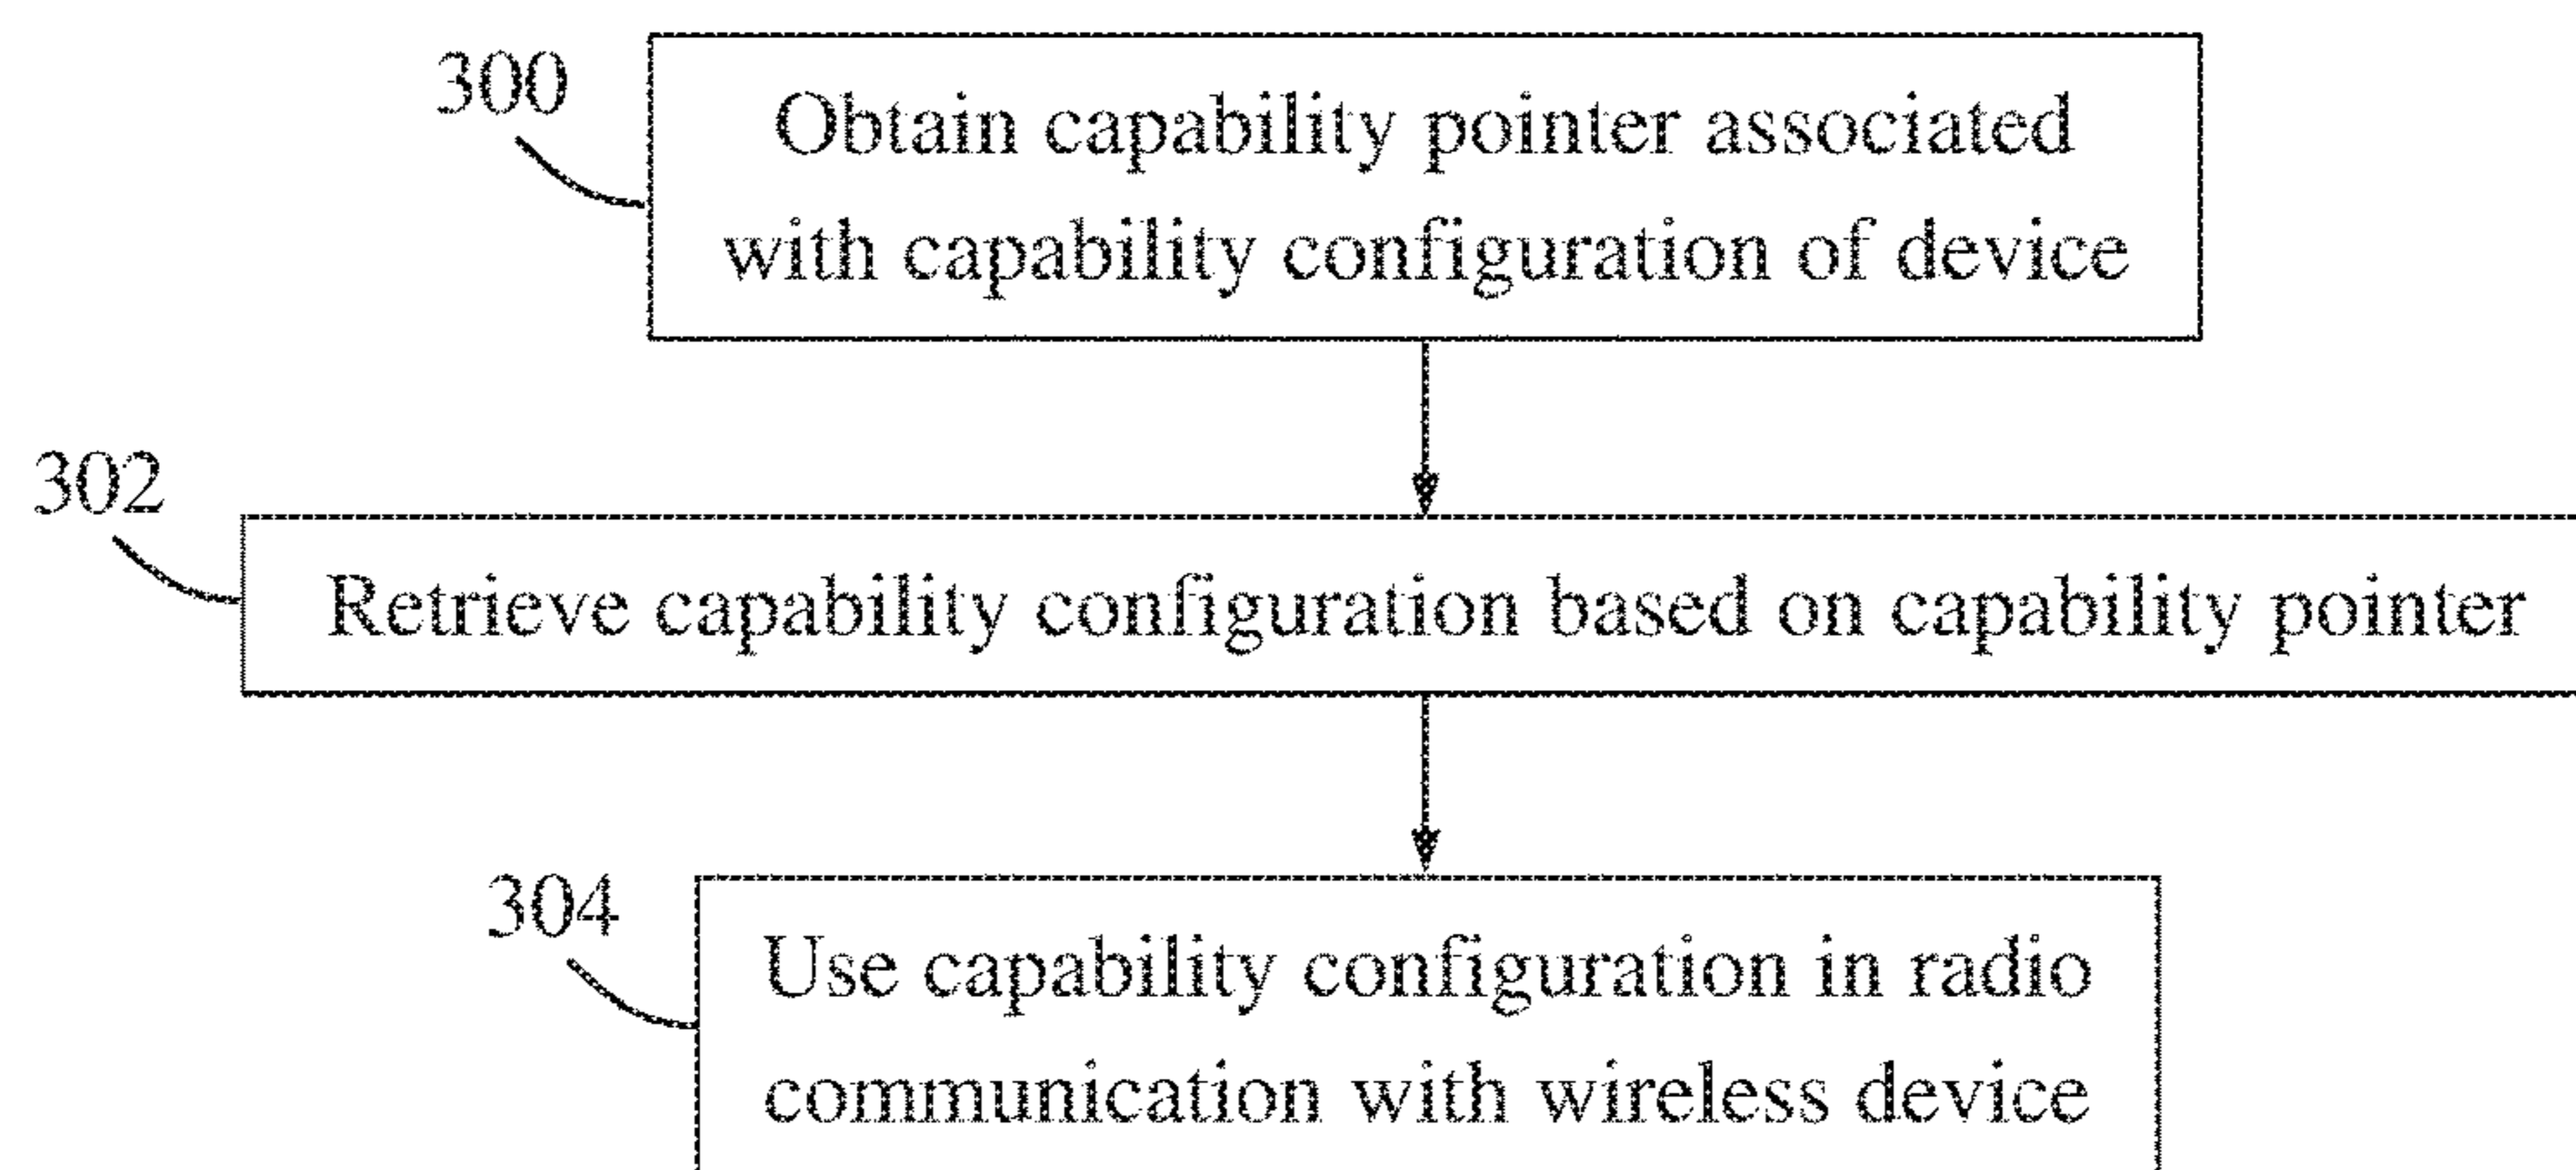 300
Obtain capability pointer associated
with capability configuration of device
302
Retrieve capability configuration based on capability pointer
304
Use capability configuration in radio
communication with wireless device